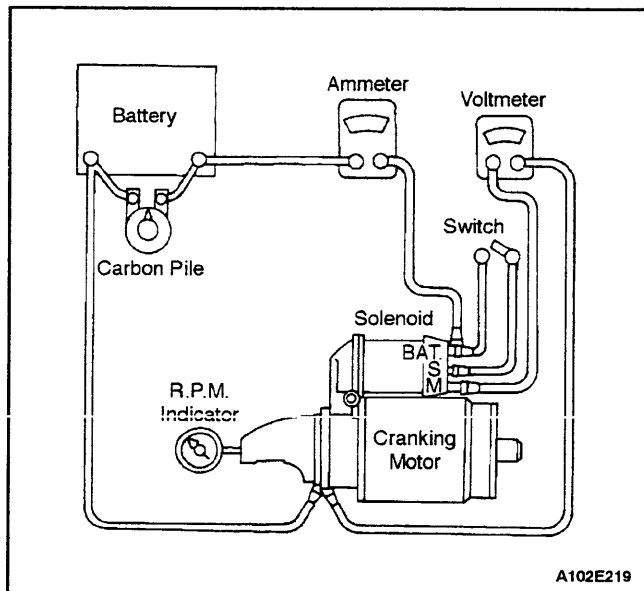 Ammeter
Voltmeter
Battery
Switch
Carbon Pile
Solenoid
BAT.
S
M
R.P.M.
Indicator
Cranking
Motor
A102E219